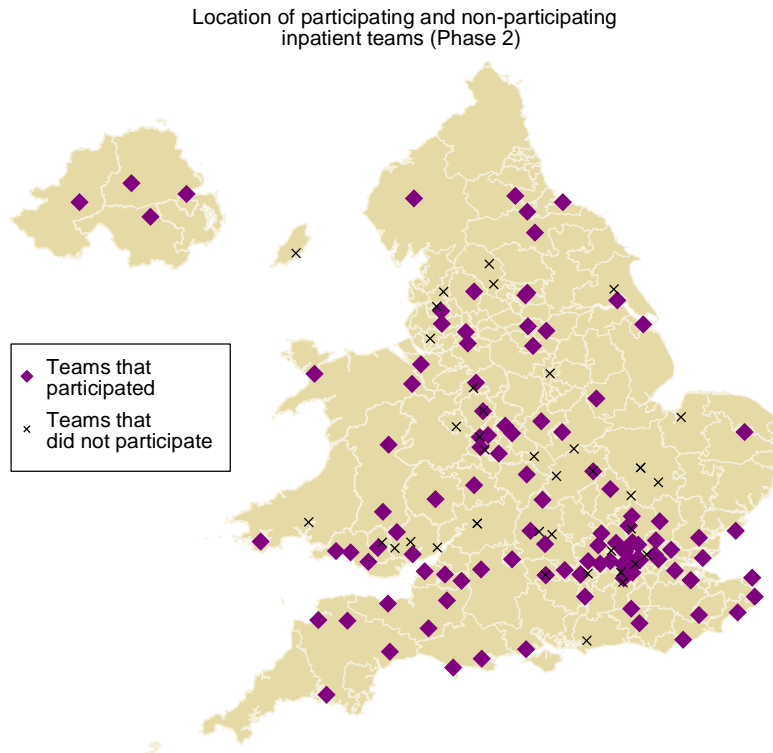 Location of participating and non-participating
inpatient teams (Phase 2)
Teams that
participated
Teams that
did not participate